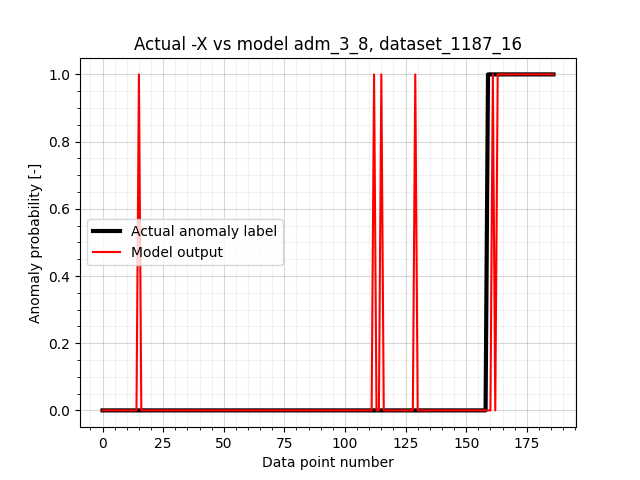 Actual -X vs model adm_3_8, dataset_1187_16
Anomaly probability [-]
1.0
0.8
0.6
0.4
0.2
0.0
Actual anomaly label
Model output
0 25 50 75 100 125 150 175
Data point number